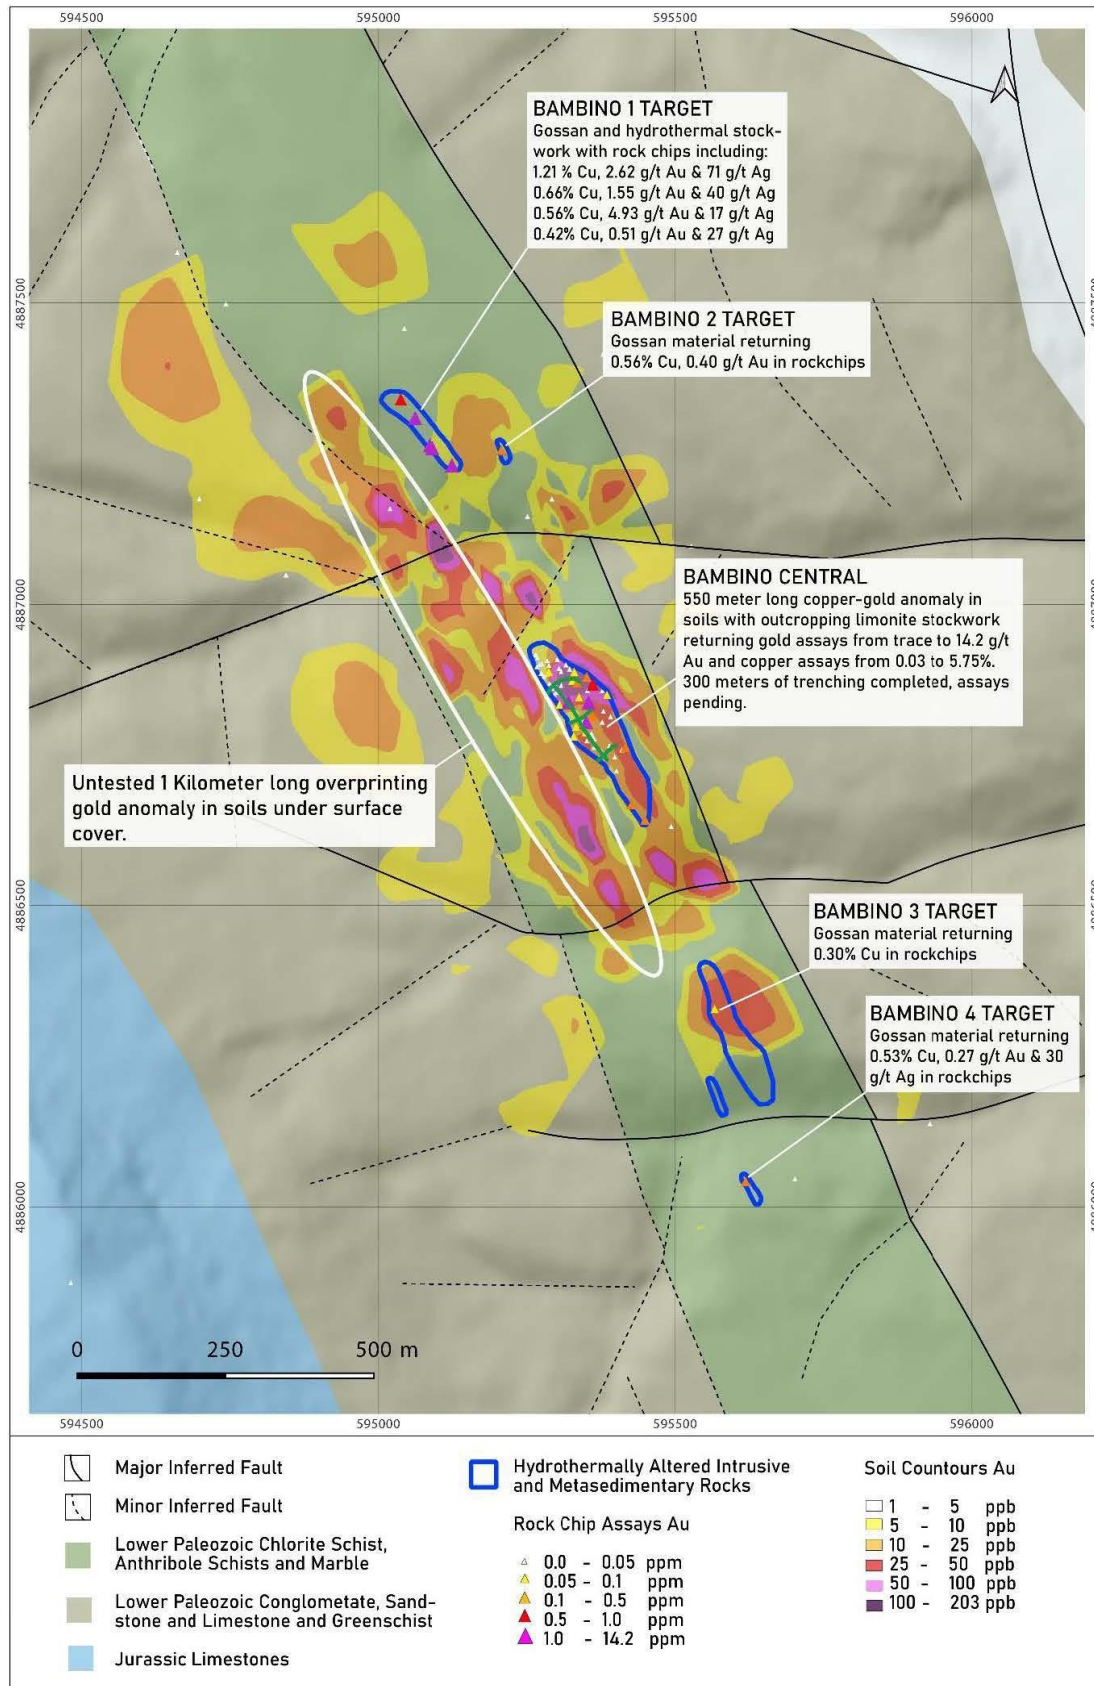 594500 595000 595500 596000
BAMBINO 1 TARGET
Gossan and hydrothermal stock-
work with rock chips including:
1.21 % Cu, 2.62 g/t Au & 71 g/t Ag
0.66% Cu, 1.55 g/t Au & 40 g/t Ag
0.56% Cu, 4.93 g/t Au & 17 g/t Ag
0.42% Cu, 0.51 g/t Au & 27 g/t Ag
4887500
4887500
BAMBINO 2 TARGET
Gossan material returning
0.56% Cu, 0.40 g/t Au in rockchips
4887000
4887000
BAMBINO CENTRAL
550 meter long copper-gold anomaly in
soils with outcropping limonite stockwork
returning gold assays from trace to 14.2 g/t
Au and copper assays from 0.03 to 5.75%.
300 meters of trenching completed, assays
pending.
Untested 1 Kilometer long overprinting
gold anomaly in soils under surface
cover.
4886500
4886500
BAMBINO 3 TARGET
Gossan material returning
0.30% Cu in rockchips
BAMBINO 4 TARGET
Gossan material returning
0.53% Cu, 0.27 g/t Au & 30
g/t Ag in rockchips
4886000
4886000
0 250 500 m
594500 595000 595500 596000
Major Inferred Fault
Minor Inferred Fault
Lower Paleozoic Chlorite Schist,
Anthribole Schists and Marble
Lower Paleozoic Conglometate, Sand-
stone and Limestone and Greenschist
Jurassic Limestones
Hydrothermally Altered Intrusive
and Metasedimentary Rocks
Rock Chip Assays Au
0.0 - 0.05 ppm
0.05 - 0.1 ppm
0.1 - 0.5 ppm
0.5 - 1.0 ppm
1.0 - 14.2 ppm
Soil Countours Au
1 - 5 ppb
5 - 10 ppb
10 - 25 ppb
25 - 50 ppb
50 - 100 ppb
100 - 203 ppb